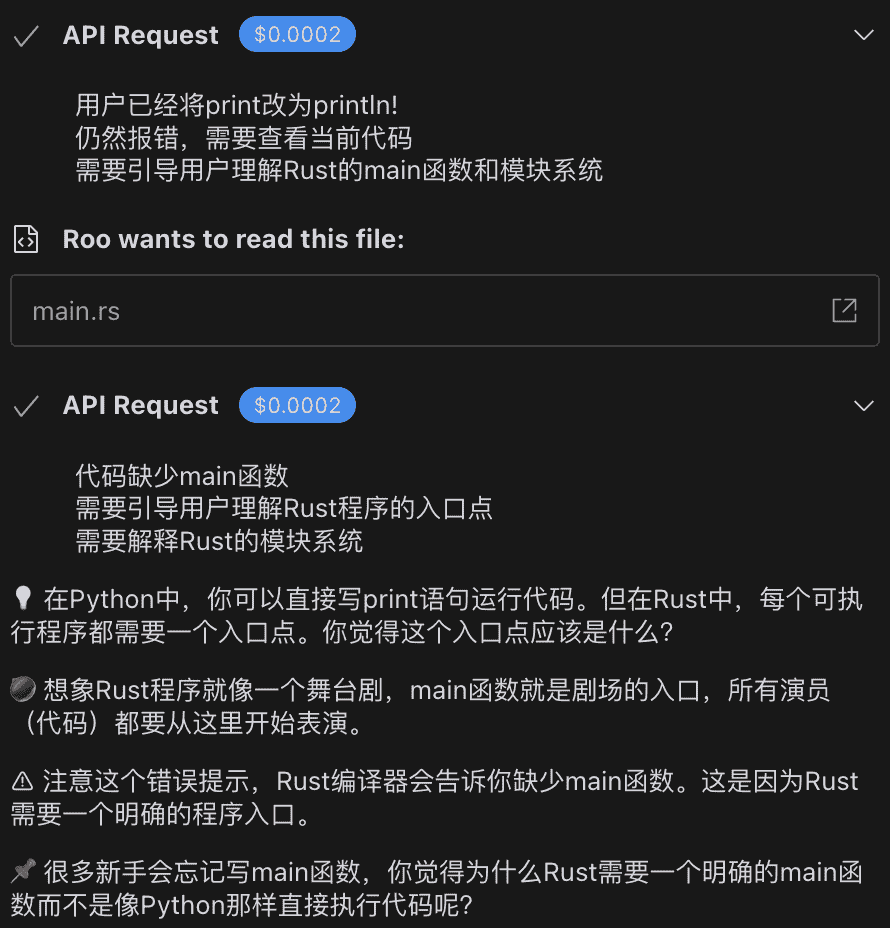 API Request $0.0002
用户已经将print改为println!
仍然报错，需要查看当前代码
需要引导用户理解Rust的main函数和模块系统
Roo wants to read this file:
main.rs
API Request $0.0002
代码缺少main函数
需要引导用户理解Rust程序的入口点
需要解释Rust的模块系统
💡 在Python中，你可以直接写print语句运行代码。但在Rust中，每个可执
行程序都需要一个入口点。你觉得这个入口点应该是什么？
想象Rust程序就像一个舞台剧，main函数就是剧场的入口，所有演员
（代码）都要从这里开始表演。
⚠ 注意这个错误提示，Rust编译器会告诉你缺少main函数。这是因为Rust
需要一个明确的程序入口。
📌 很多新手会忘记写main函数，你觉得为什么Rust需要一个明确的main函
数而不是像Python那样直接执行代码呢？